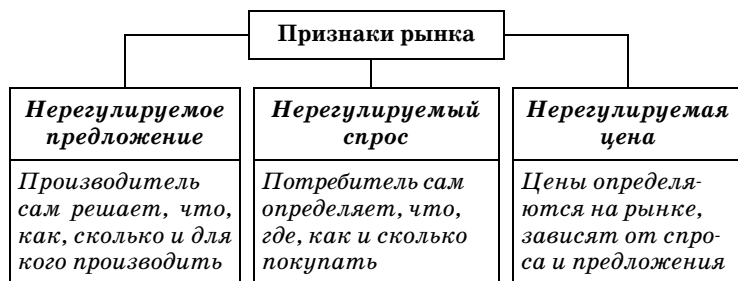 Признаки рынка
Нерегулируемое
предложение
Производитель
сам решает, что,
как, сколько и для
кого производить
Нерегулируемый
спрос
Потребитель сам
определяет, что,
где, как и сколько
покупать
Нерегулируемая
цена
Цены определя-
ются на рынке,
зависят от спро-
са и предложения